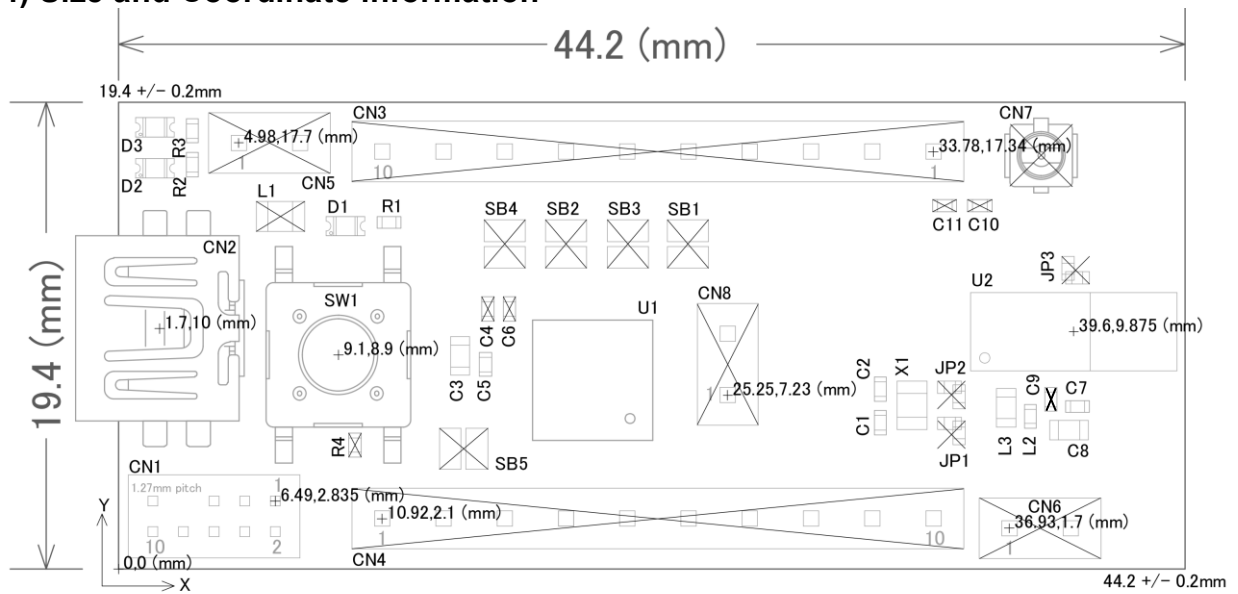 44.2 (mm)
19.4 +/- 0.2mm
CN3
CN7
D3
R3
4.98,17.7 (mm)
33.78,17.34 (mm)
1
10
1
D2
R2
CN5
L1
D1
R1
SB4
SB2
SB3
SB1
C11
C10
CN2
JP3
U2
SW1
U1
CN8
19.4 (mm)
1.7,10 (mm)
39.6,9.875 (mm)
C4
C6
9.1,8.9 (mm)
C3
C5
C2
X1
JP2
C9
C7
1
25.25,7.23 (mm)
C1
R4
SB5
JP1
L3
L2
C8
CN1
1.27mm pitch
1
6.49,2.835 (mm)
10.92,2.1 (mm)
CN6
36.93,1.7 (mm)
Y
10
2
1
10
1
0,0 (mm)
CN4
X
44.2 +/- 0.2mm